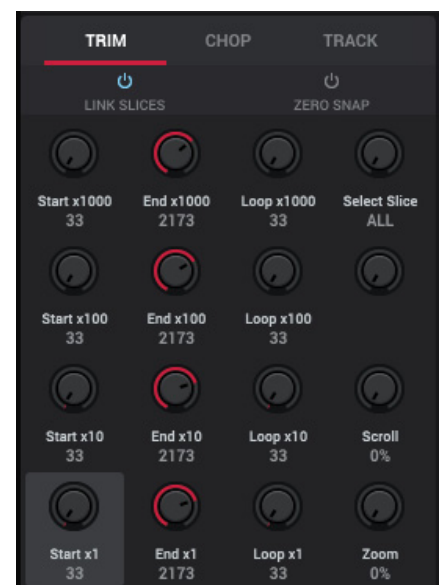 TRIM CHOP TRACK
LINK SLICES ZERO SNAP
Start x1000 End x1000 Loop x1000 Select Slice
33 2173 33 ALL
Start x100 End x100 Loop x100
33 2173 33
Start x10 End x10 Loop x10 Scroll
33 2173 33 0%
Start x1 End x1 Loop x1 Zoom
33 2173 33 0%